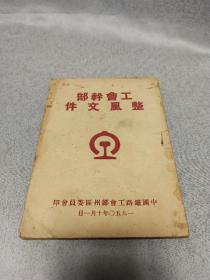 工會幹部
整風文件
中國鐵路工會鄭州區委員會印
一九五〇年十月一日